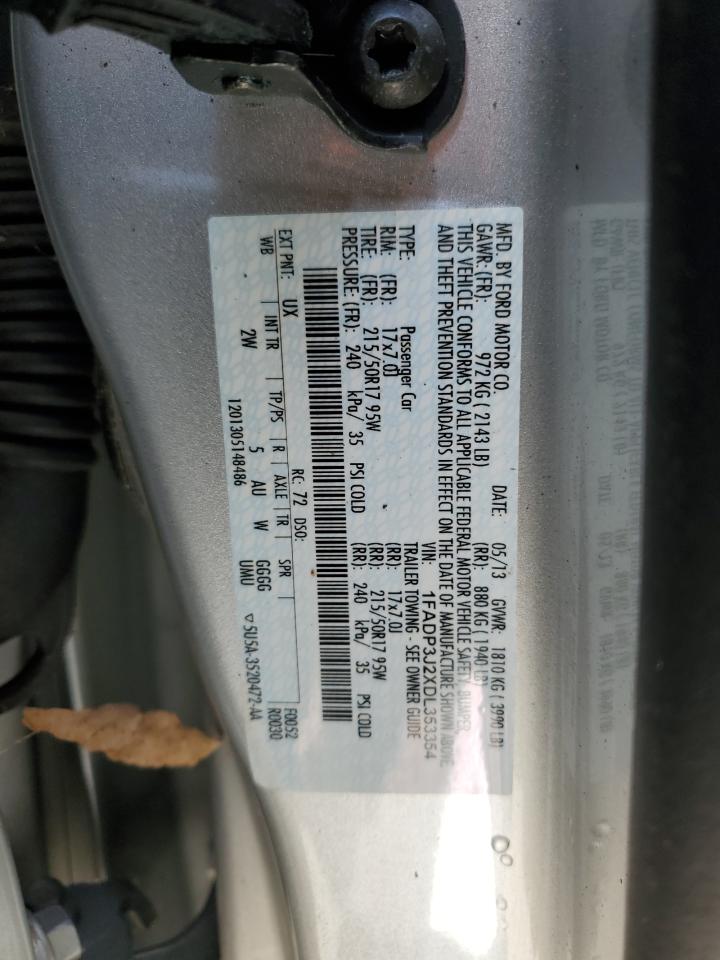 MFD. BY FORD MOTOR CO.
DATE: 05/13 GVWR: 1810 KG ( 3990 LB)
GAWR: (FR): 972 KG ( 2143 LB) (RR): 880 KG ( 1940 LB)
THIS VEHICLE CONFORMS TO ALL APPLICABLE FEDERAL MOTOR VEHICLE SAFETY, BUMPER,
AND THEFT PREVENTION STANDARDS IN EFFECT ON THE DATE OF MANUFACTURE SHOWN ABOVE.
VIN: 1FADP3J2XDL353354
TYPE: Passenger Car TRAILER TOWING - SEE OWNER GUIDE
RIM: (FR): 17x7.0J (RR): 17x7.0J
TIRE: (FR): 215/50R17 95W (RR): 215/50R17 95W
PRESSURE: (FR): 240 kPa/ 35 PSI COLD (RR): 240 kPa/ 35 PSI COLD
EXT PNT: UX RC: 72 DSO: F0052
WB INT TR TP/PS R AXLE TR SPR R0030
2W 5 AU W GGGG
1201305148486 UMU ▽5U5A-3520472-AA